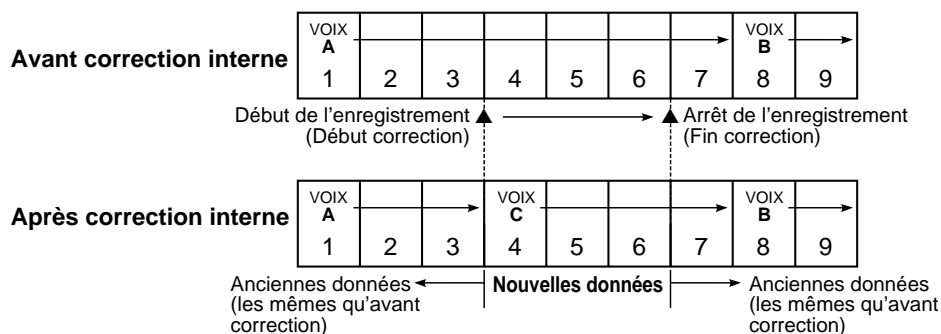 VOIX VOIX
A B
Avant correction interne
1 2 3 4 5 6 7 8 9
Début de l'enregistrement Arrêt de l'enregistrement
(Début correction) (Fin correction)
VOIX VOIX VOIX
A C B
Après correction interne
1 2 3 4 5 6 7 8 9
Anciennes données Nouvelles données Anciennes données
(les mêmes qu'avant (les mêmes qu'avant
correction) correction)